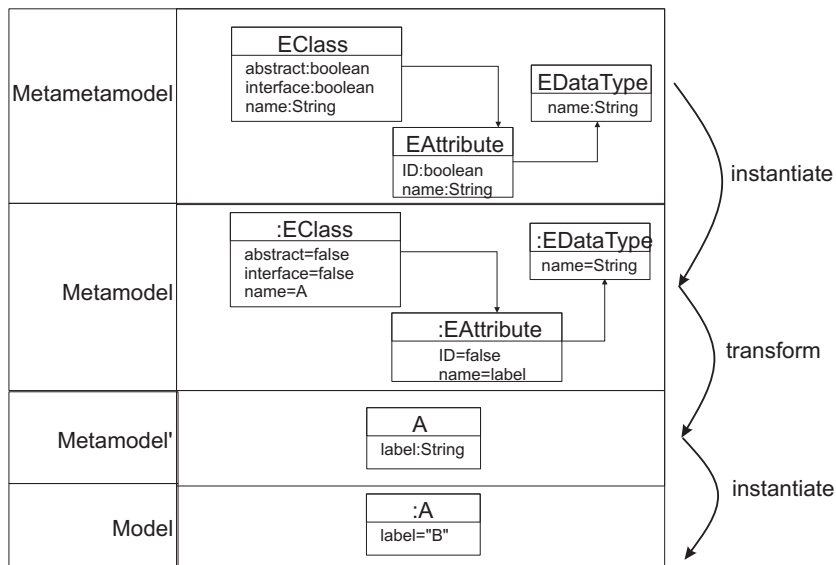 Metametamodel
EClass
abstract:boolean
interface:boolean
name:String
EDataType
name:String
EAttribute
ID:boolean
name:String
instantiate
Metamodel
:EClass
abstract=false
interface=false
name=A
:EDataType
name=String
:EAttribute
ID=false
name=label
transform
Metamodel'
A
label:String
instantiate
Model
:A
label="B"